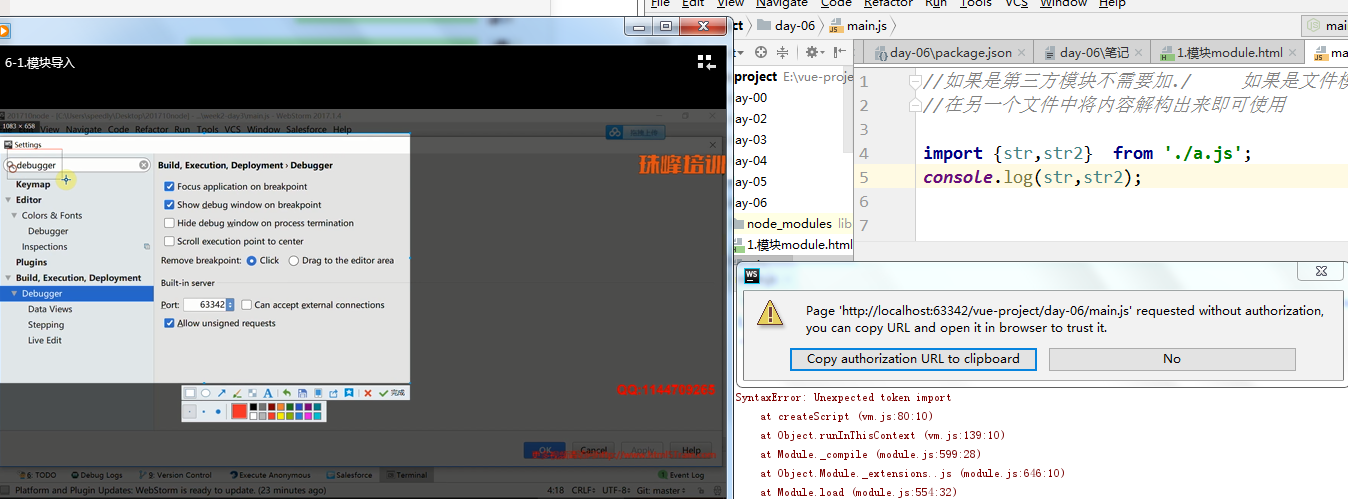 File Edit View Navigate Code Refactor Run Tools VCS Window Help
6-1.模块导入
day-06 main.js
day-06\package.json day-06\笔记 1.模块module.html
project E:\vue-proje
ay-00
ay-02
ay-03
ay-04
ay-05
ay-06
node_modules lib
1.模块module.html
1 //如果是第三方模块不需要加./ 如果是文件模
2 //在另一个文件中将内容解构出来即可使用
3
4 import {str,str2} from './a.js';
5 console.log(str,str2);
6
7
1083 × 658
View Navigate Code Refactor Run Tools VCS Window Salesforce Help
Settings
debugger
Keymap
Editor
Colors & Fonts
Debugger
Inspections
Plugins
Build, Execution, Deployment
Debugger
Data Views
Stepping
Live Edit
Build, Execution, Deployment › Debugger
Focus application on breakpoint
Show debug window on breakpoint
Hide debug window on process termination
Scroll execution point to center
Remove breakpoint: Click Drag to the editor area
Built-in server
Port: 63342 Can accept external connections
Allow unsigned requests
珠峰培训
完成
OK Cancel Apply Help
6: TODO Debug Logs 9: Version Control Execute Anonymous Salesforce Terminal 1 Event Log
Platform and Plugin Updates: WebStorm is ready to update. (23 minutes ago) 4:18 CRLF UTF-8 Git: master
WS
Page 'http://localhost:63342/vue-project/day-06/main.js' requested without authorization,
you can copy URL and open it in browser to trust it.
Copy authorization URL to clipboard No
SyntaxError: Unexpected token import
at createScript (vm.js:80:10)
at Object.runInThisContext (vm.js:139:10)
at Module._compile (module.js:599:28)
at Object.Module._extensions..js (module.js:646:10)
at Module.load (module.js:554:32)